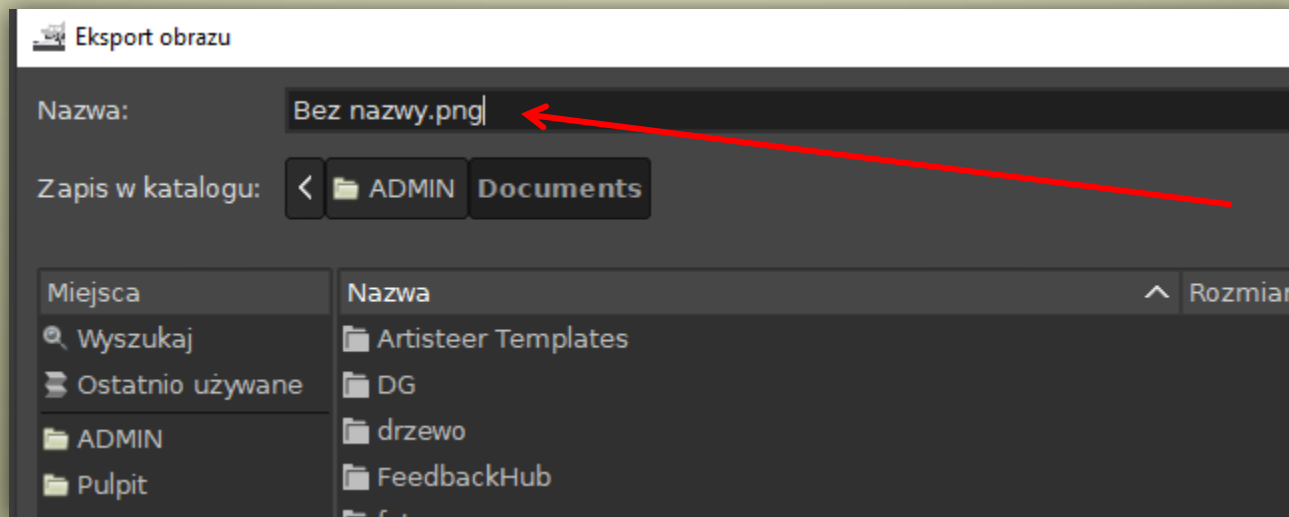 Eksport obrazu
Nazwa: Bez nazwy.png
Zapis w katalogu: < ADMIN Documents
Miejsca Nazwa Rozmiar
Wyszukaj Artisteer Templates
Ostatnio używane DG
ADMIN drzewo
Pulpit FeedbackHub